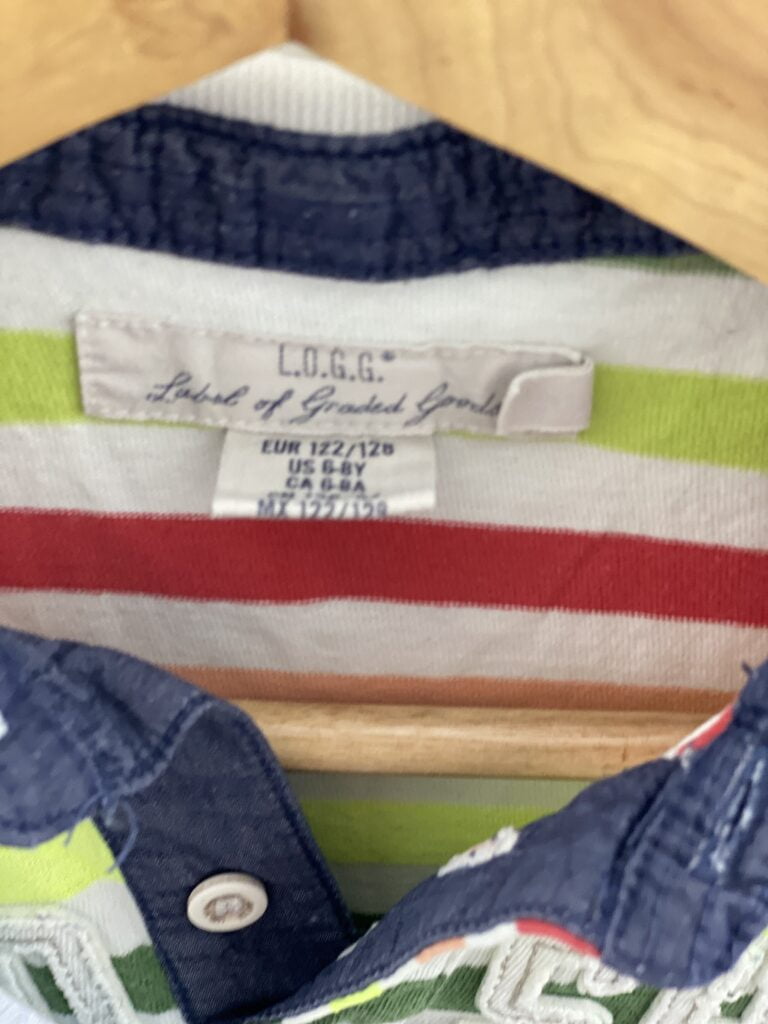 L.O.G.G.®
Label of Graded Goods
EUR 122/128
US 6-8Y
CA 6-8A
MX 122/128